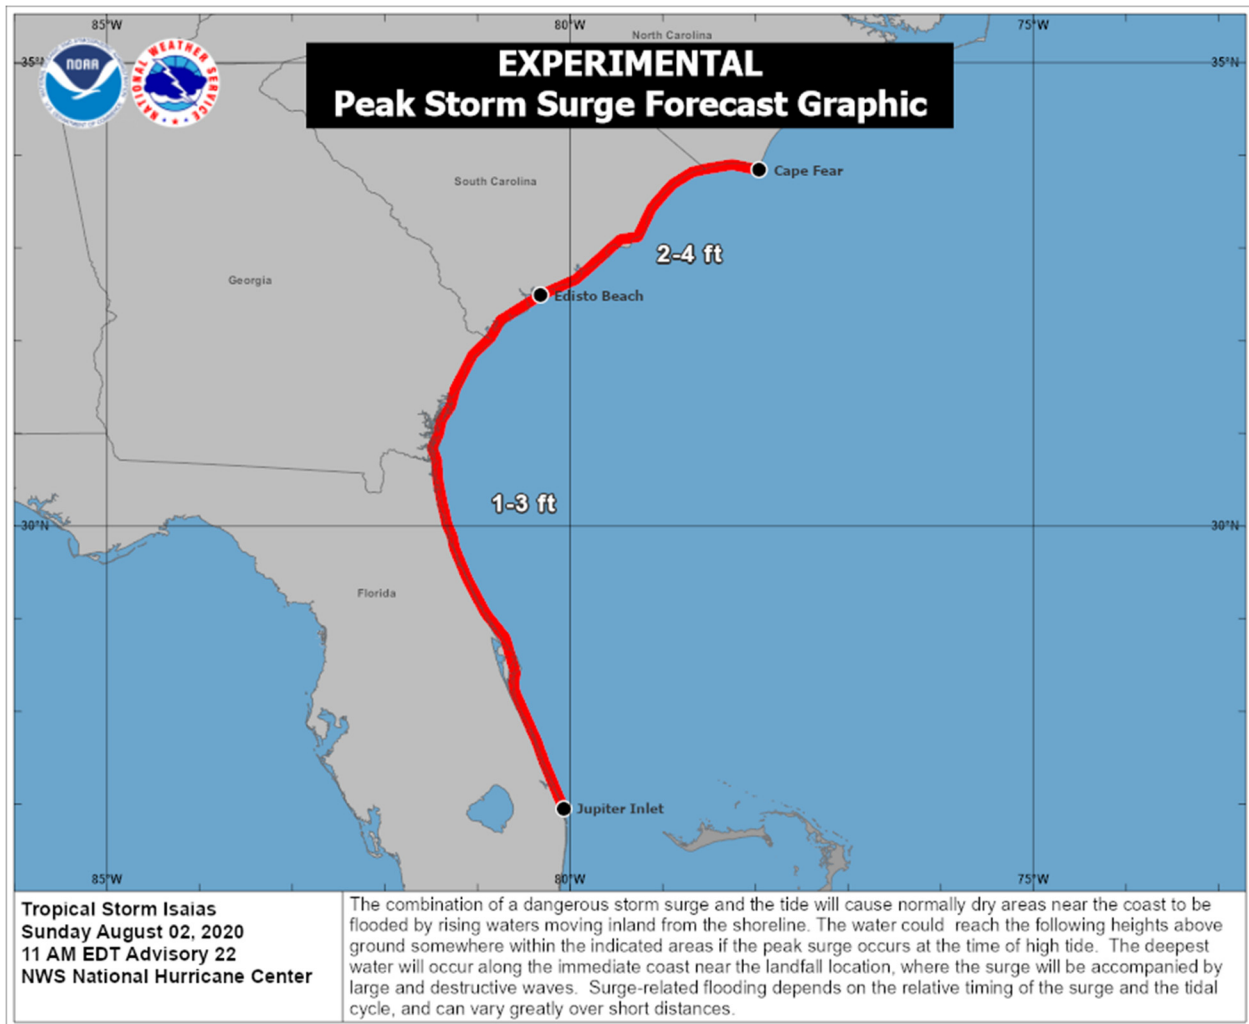 85°W
80°W
75°W
North Carolina
35°N
35°N
NOAA
NATIONAL WEATHER SERVICE
EXPERIMENTAL
Peak Storm Surge Forecast Graphic
Cape Fear
South Carolina
2-4 ft
Georgia
Edisto Beach
1-3 ft
30°N
30°N
Florida
Jupiter Inlet
85°W
80°W
75°W
Tropical Storm Isaias
Sunday August 02, 2020
11 AM EDT Advisory 22
NWS National Hurricane Center
The combination of a dangerous storm surge and the tide will cause normally dry areas near the coast to be
flooded by rising waters moving inland from the shoreline. The water could  reach the following heights above
ground somewhere within the indicated areas if the peak surge occurs at the time of high tide.  The deepest
water will occur along the immediate coast near the landfall location, where the surge will be accompanied by
large and destructive waves.  Surge-related flooding depends on the relative timing of the surge and the tidal
cycle, and can vary greatly over short distances.